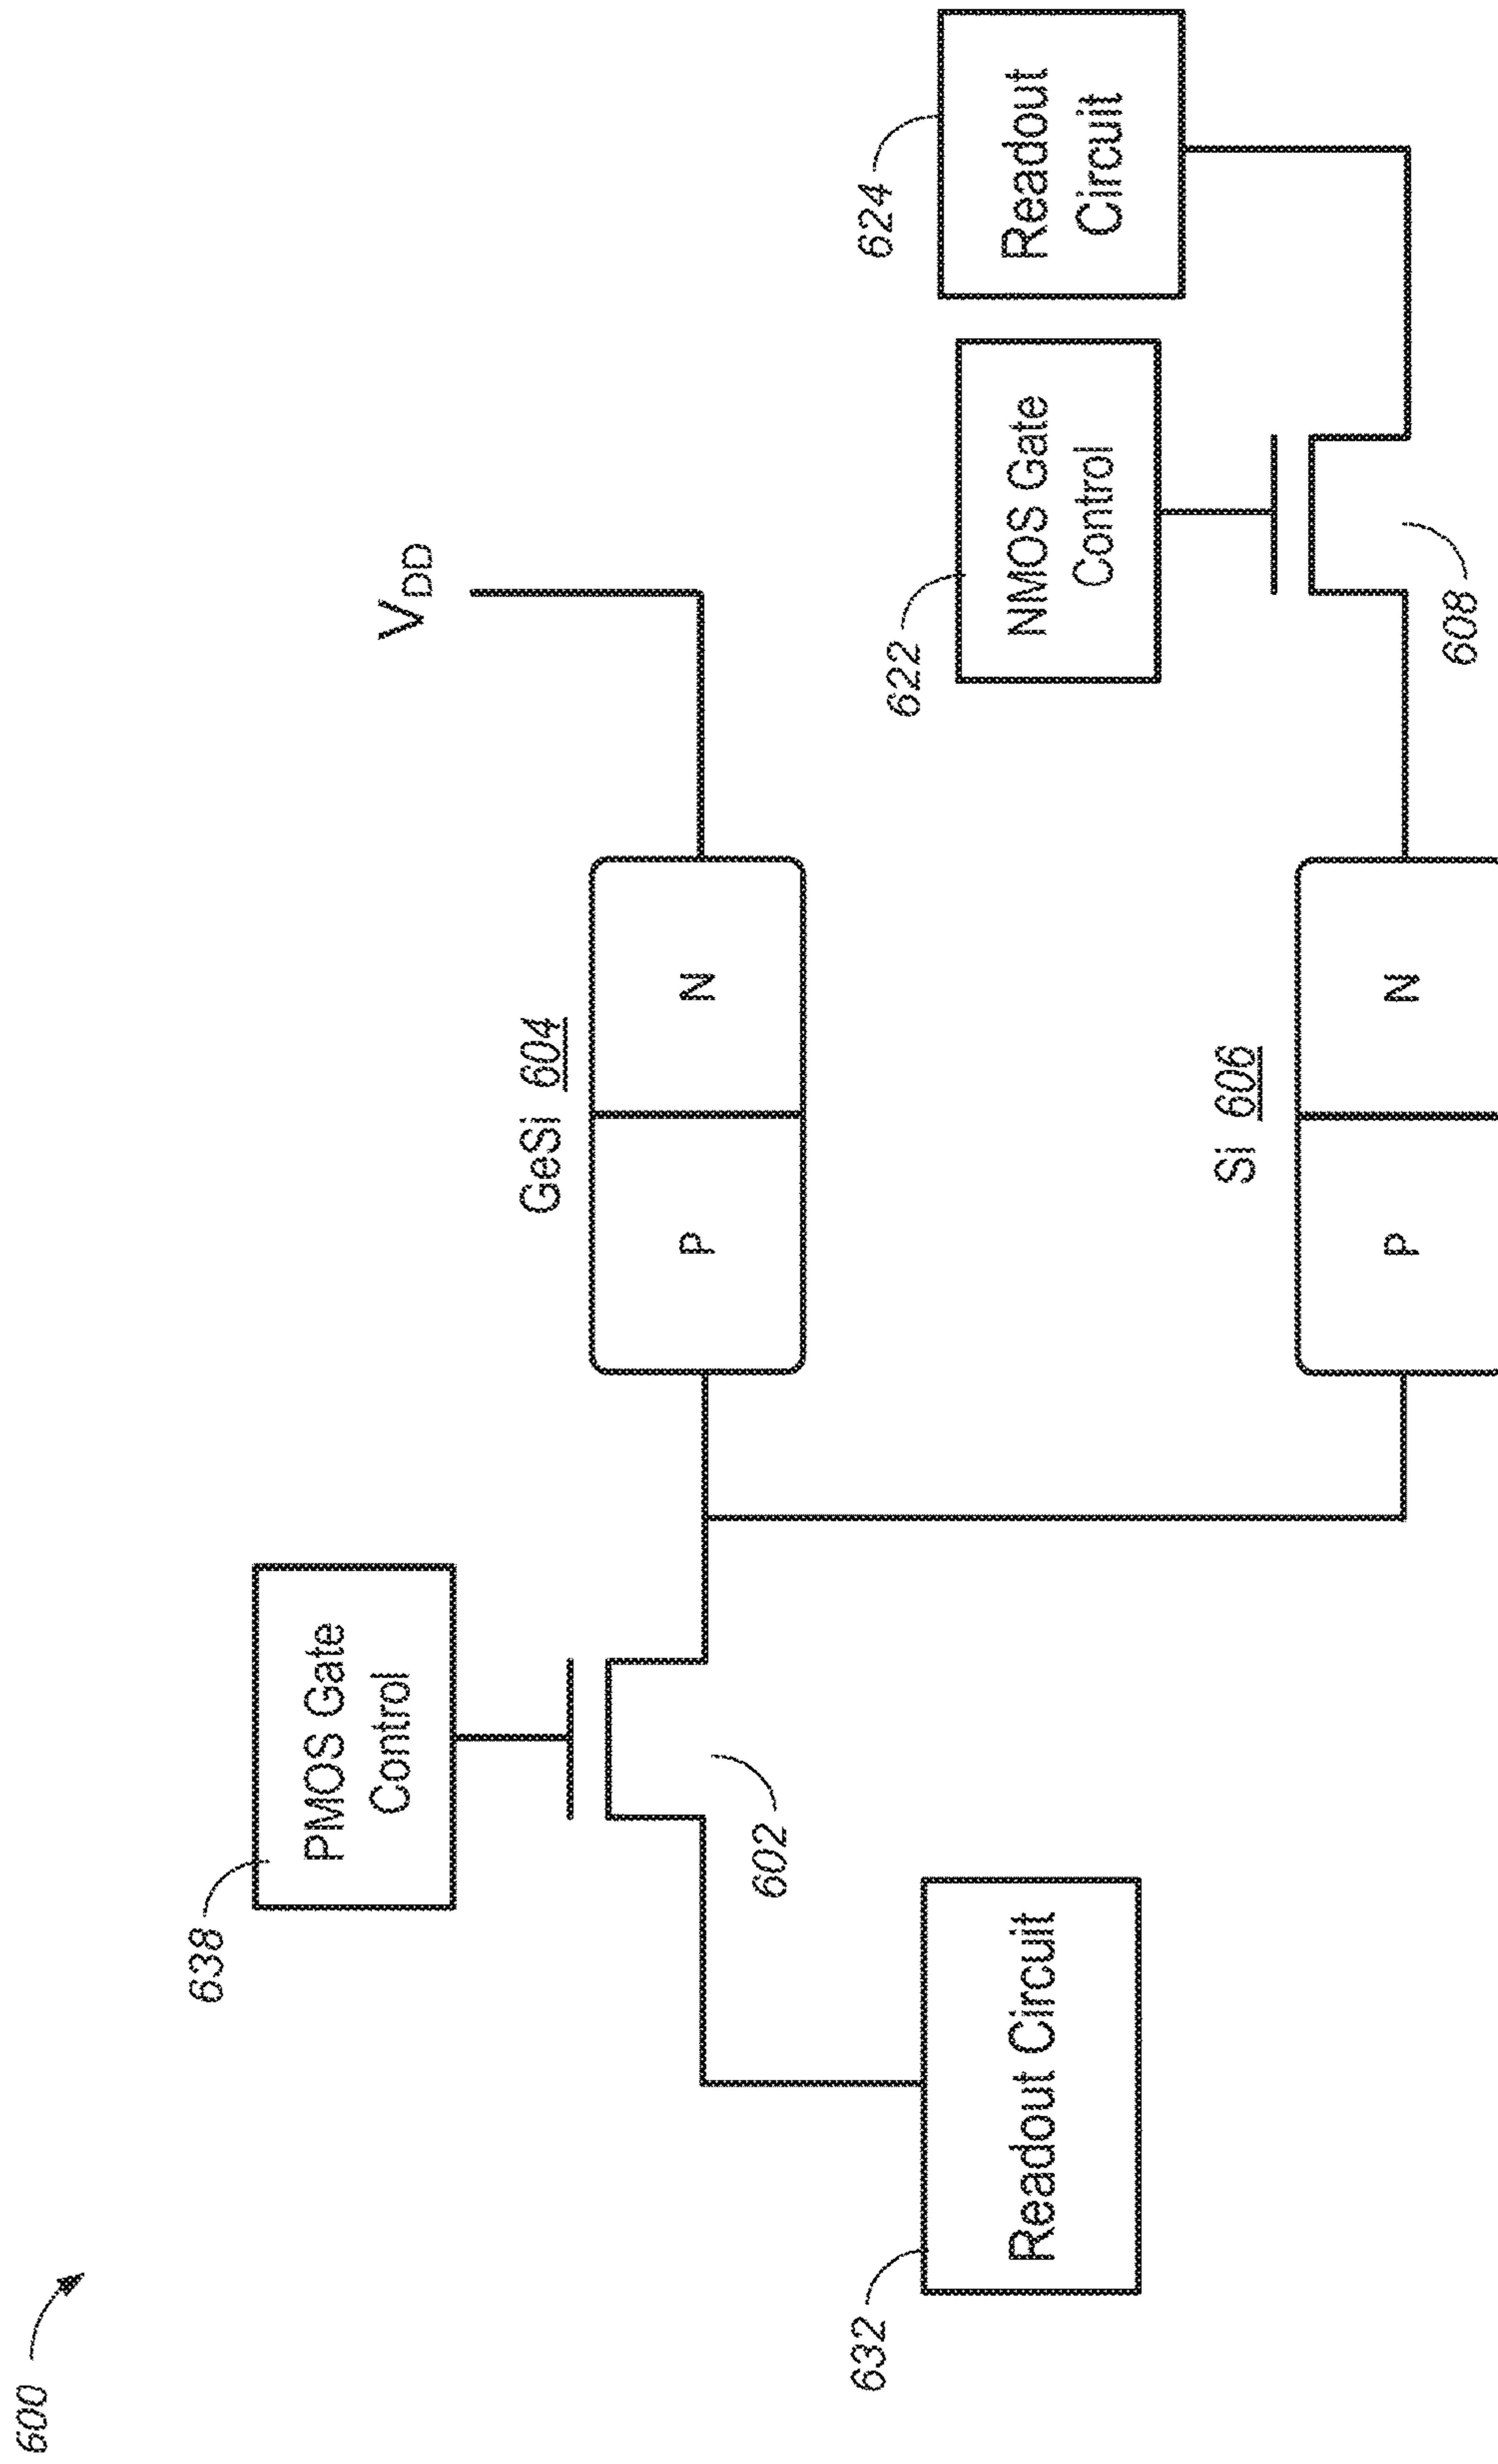 600
638
PMOS Gate
Control
602
632
Readout Circuit
V_DD
GeSi 604
P
N
Si 606
P
N
622
NMOS Gate
Control
608
624
Readout
Circuit